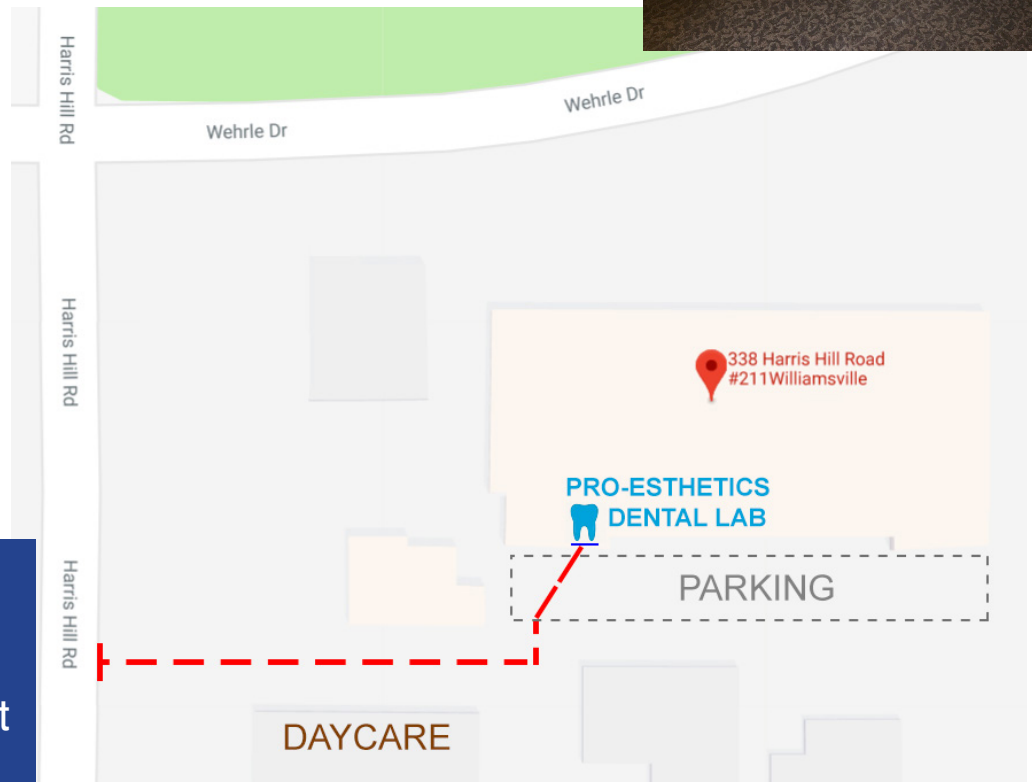 Harris Hill Rd
Wehrle Dr
Wehrle Dr
Harris Hill Rd
338 Harris Hill Road
#211Williamsville
PRO-ESTHETICS
DENTAL LAB
PARKING
Harris Hill Rd
DAYCARE